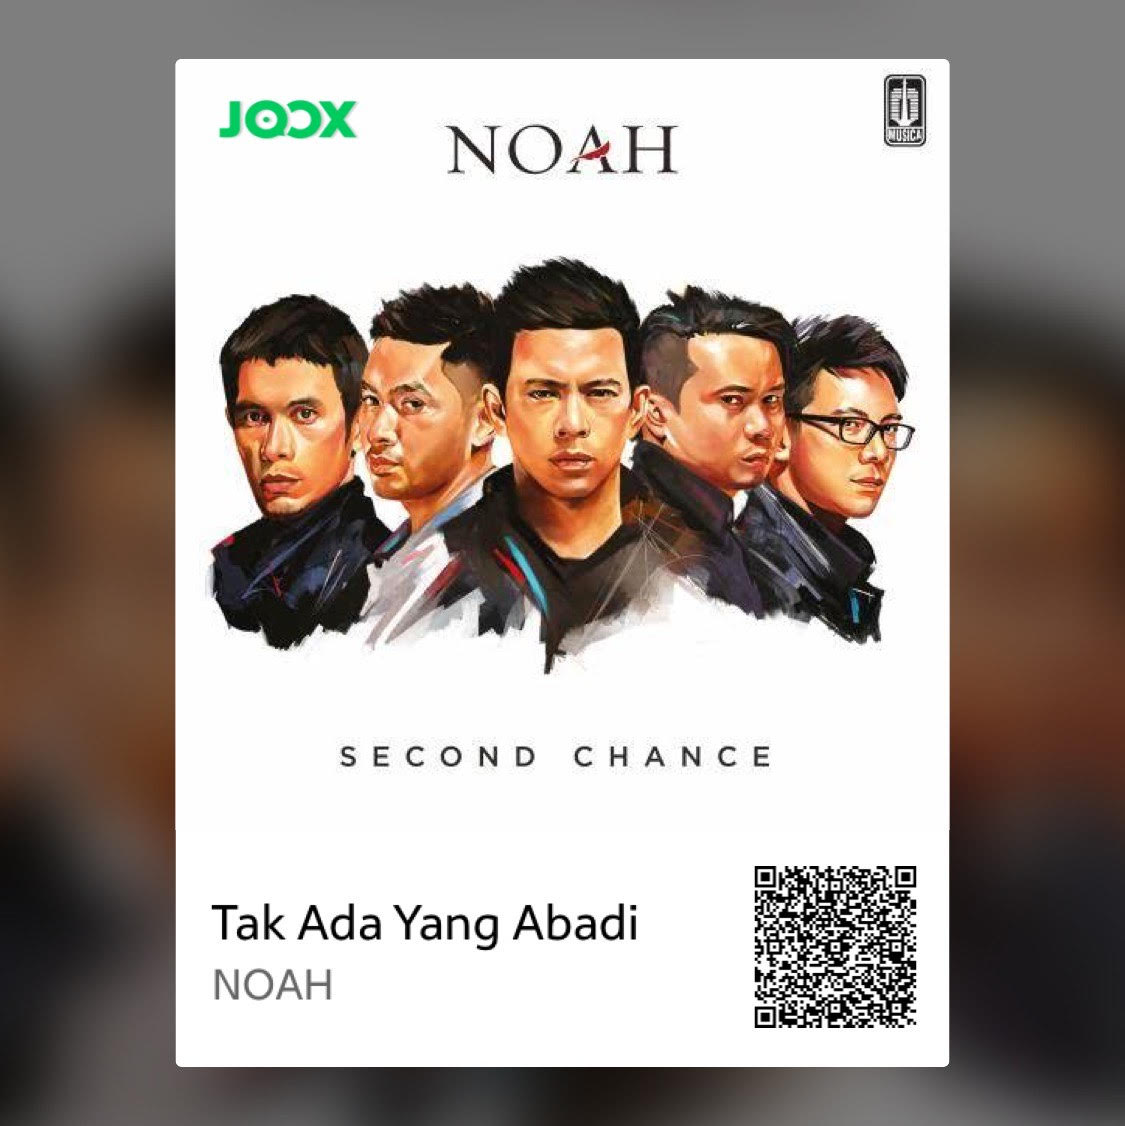 JOOX
NOAH
MUSICA
SECOND CHANCE
Tak Ada Yang Abadi
NOAH